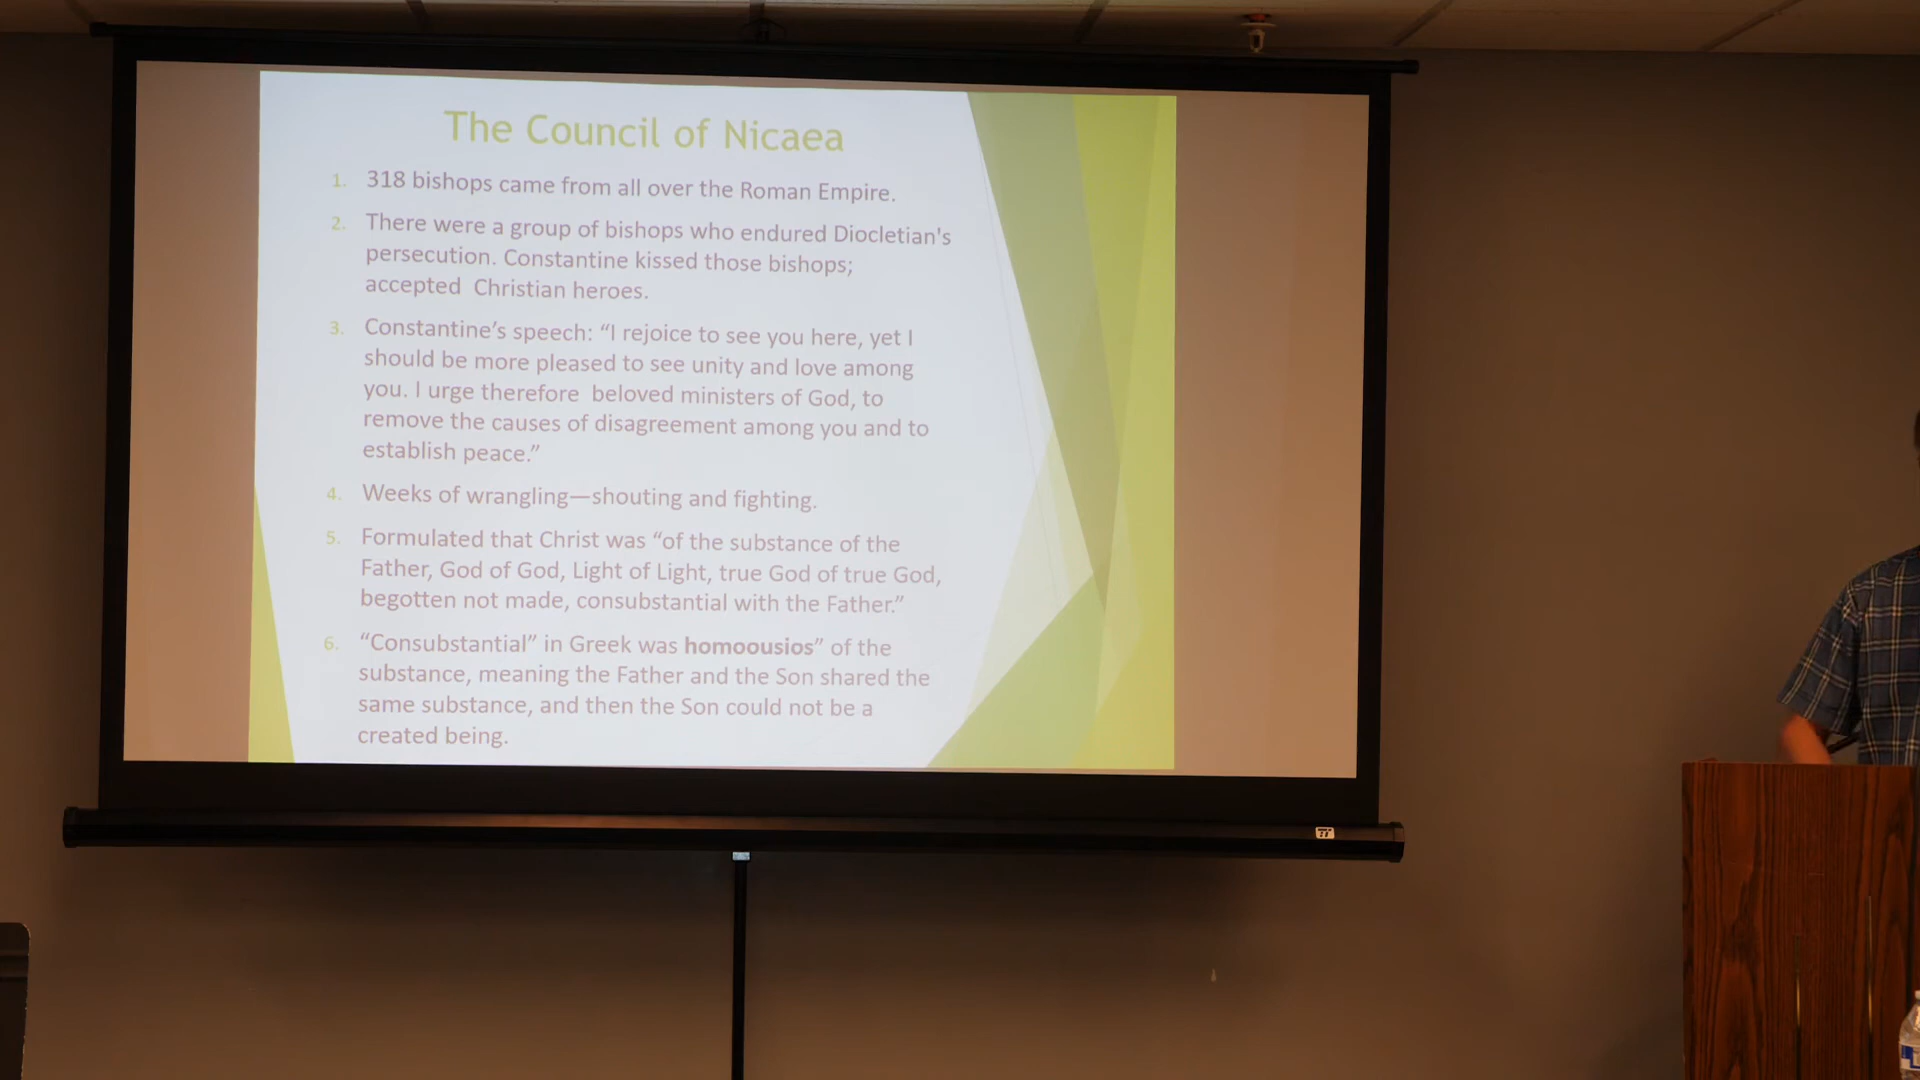 The Council of Nicaea
1. 318 bishops came from all over the Roman Empire.
2. There were a group of bishops who endured Diocletian's
persecution. Constantine kissed those bishops;
accepted Christian heroes.
3. Constantine’s speech: “I rejoice to see you here, yet I
should be more pleased to see unity and love among
you. I urge therefore beloved ministers of God, to
remove the causes of disagreement among you and to
establish peace.”
4. Weeks of wrangling—shouting and fighting.
5. Formulated that Christ was “of the substance of the
Father, God of God, Light of Light, true God of true God,
begotten not made, consubstantial with the Father.”
6. “Consubstantial” in Greek was homoousios” of the
substance, meaning the Father and the Son shared the
same substance, and then the Son could not be a
created being.